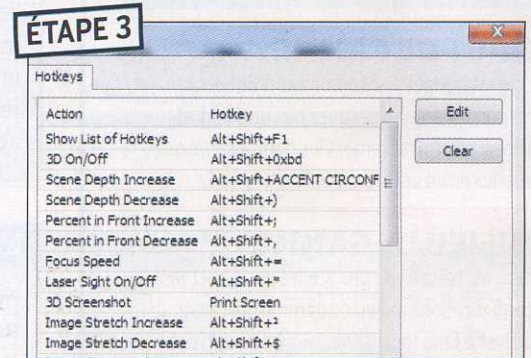 ÉTAPE 3
Hotkeys
Action Hotkey
Show List of Hotkeys Alt+Shift+F1
3D On/Off Alt+Shift+0xbd
Scene Depth Increase Alt+Shift+ACCENT CIRCONF
Scene Depth Decrease Alt+Shift+)
Percent in Front Increase Alt+Shift+;
Percent in Front Decrease Alt+Shift+,
Focus Speed Alt+Shift+=
Laser Sight On/Off Alt+Shift+"
3D Screenshot Print Screen
Image Stretch Increase Alt+Shift+²
Image Stretch Decrease Alt+Shift+$
Edit
Clear